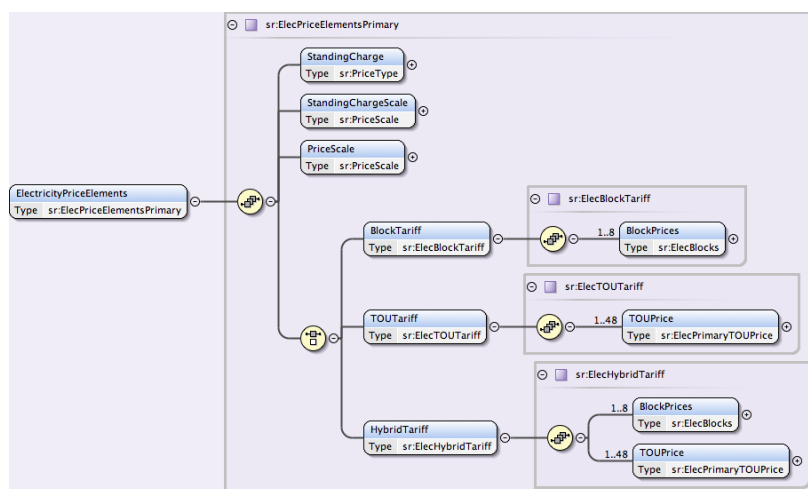 sr:ElecPriceElementsPrimary
StandingCharge
Type sr:PriceType
StandingChargeScale
Type sr:PriceScale
PriceScale
Type sr:PriceScale
ElectricityPriceElements
Type sr:ElecPriceElementsPrimary
sr:ElecBlockTariff
BlockTariff
Type sr:ElecBlockTariff
1..8
BlockPrices
Type sr:ElecBlocks
sr:ElecTOUTariff
TOUTariff
Type sr:ElecTOUTariff
1..48
TOUPrice
Type sr:ElecPrimaryTOUPrice
sr:ElecHybridTariff
HybridTariff
Type sr:ElecHybridTariff
1..8
BlockPrices
Type sr:ElecBlocks
1..48
TOUPrice
Type sr:ElecPrimaryTOUPrice